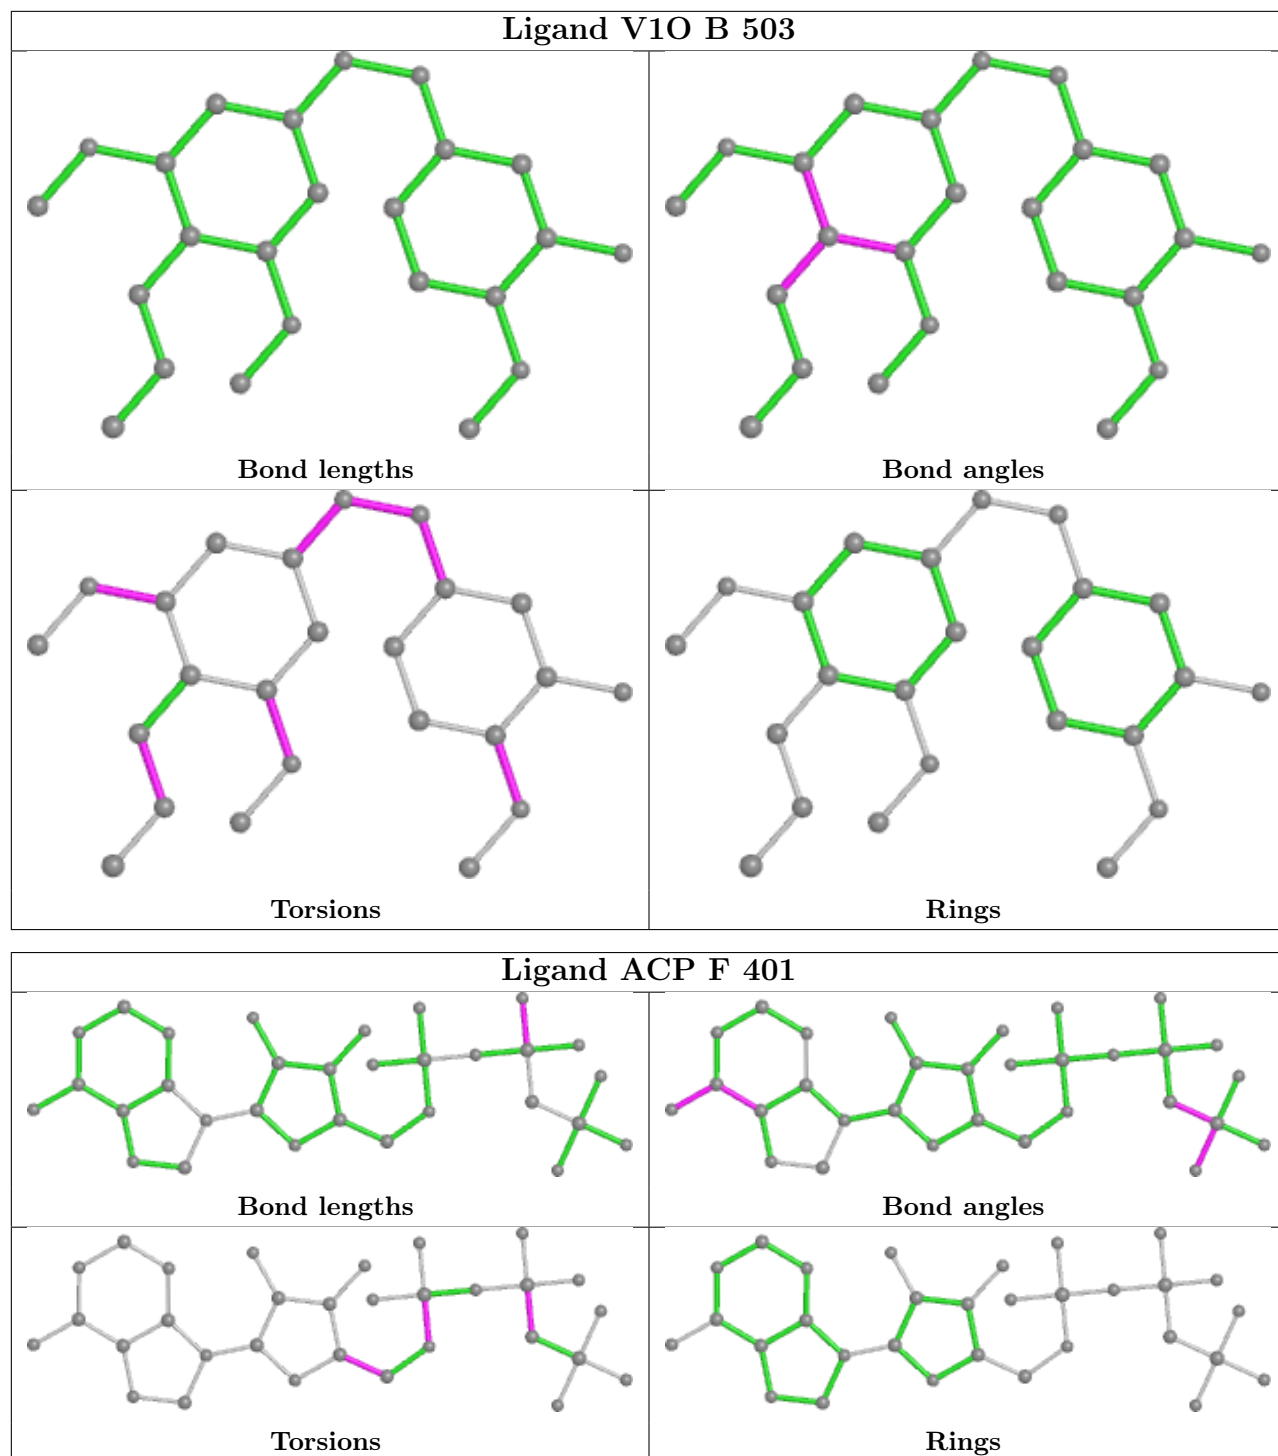 Ligand V1O B 503
Bond lengths
Bond angles
Torsions
Rings
Ligand ACP F 401
Bond lengths
Bond angles
Torsions
Rings